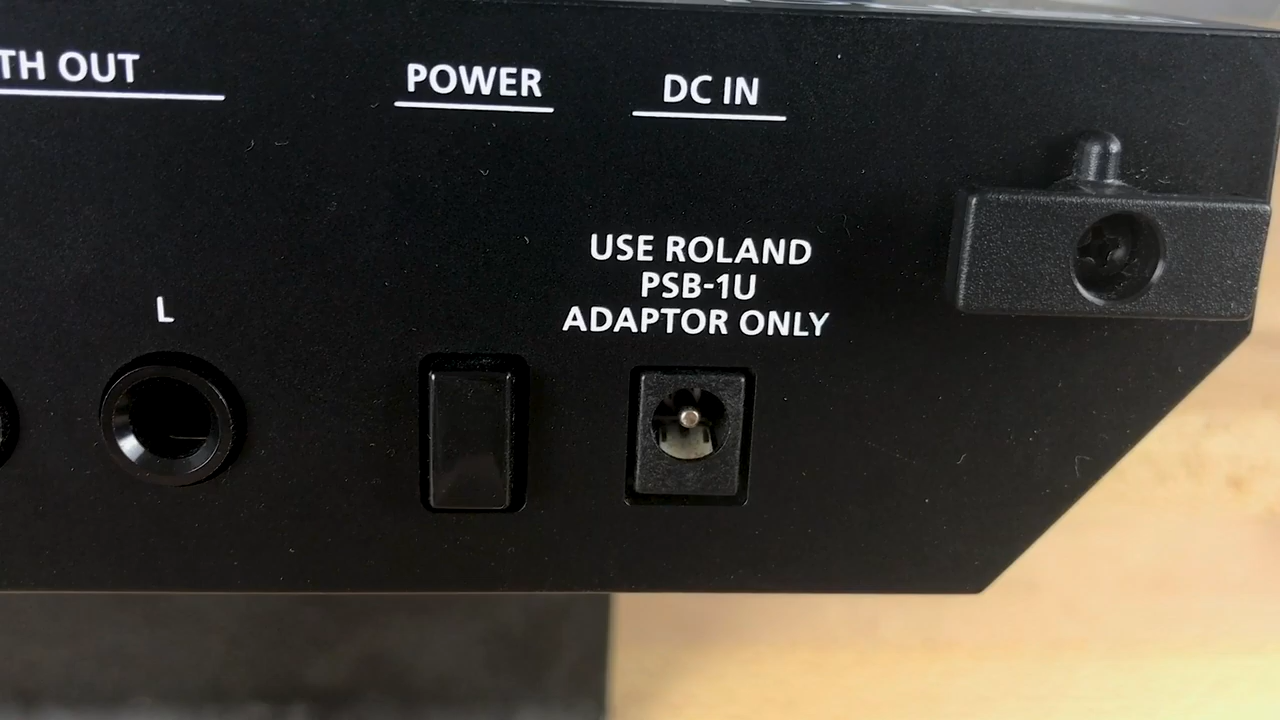 TH OUT
POWER
DC IN
USE ROLAND
PSB-1U
ADAPTOR ONLY
L